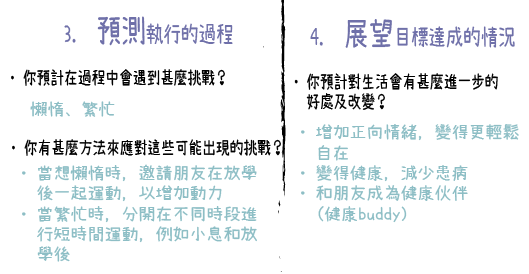 3. 預測執行的過程
• 你預計在過程中會遇到甚麼挑戰？
懶惰、繁忙
• 你有甚麼方法來應對這些可能出現的挑戰？
• 當想懶惰時，邀請朋友在放學
後一起運動，以增加動力
• 當繁忙時，分開在不同時段進
行短時間運動，例如小息和放
學後
4. 展望目標達成的情況
• 你預計對生活會有甚麼進一步的
好處及改變？
• 增加正向情緒，變得更輕鬆
自在
• 變得健康，減少患病
• 和朋友成為健康伙伴
(健康buddy)